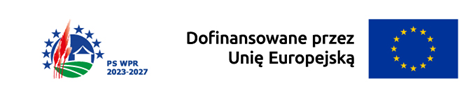 PS WPR
2023-2027
Dofinansowane przez
Unię Europejską